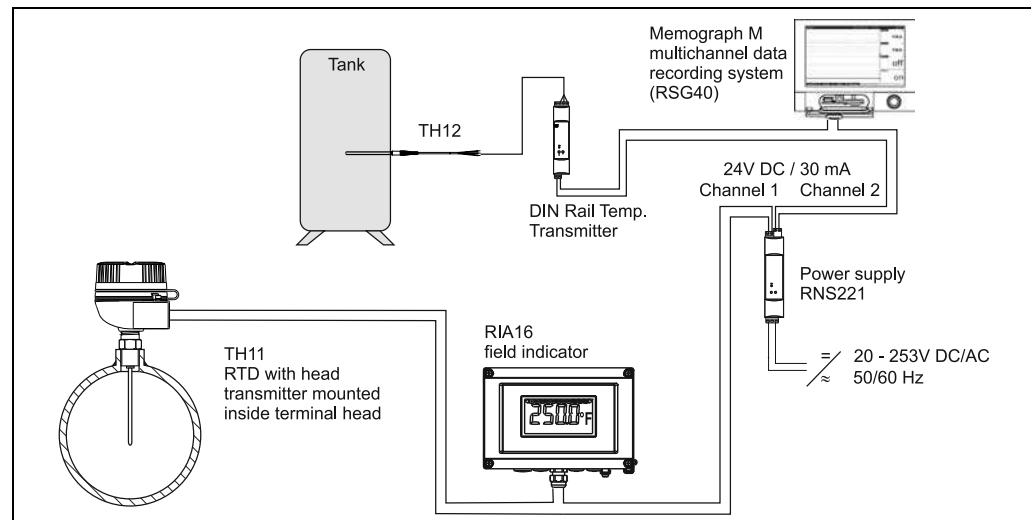 Tank
TH12
Memograph M
multichannel data
recording system
(RSG40)
off
24V DC / 30 mA
Channel 1 Channel 2
DIN Rail Temp.
Transmitter
Power supply
RNS221
= 20 - 253V DC/AC
≈ 50/60 Hz
TH11
RTD with head
transmitter mounted
inside terminal head
RIA16
field indicator
250.0°F